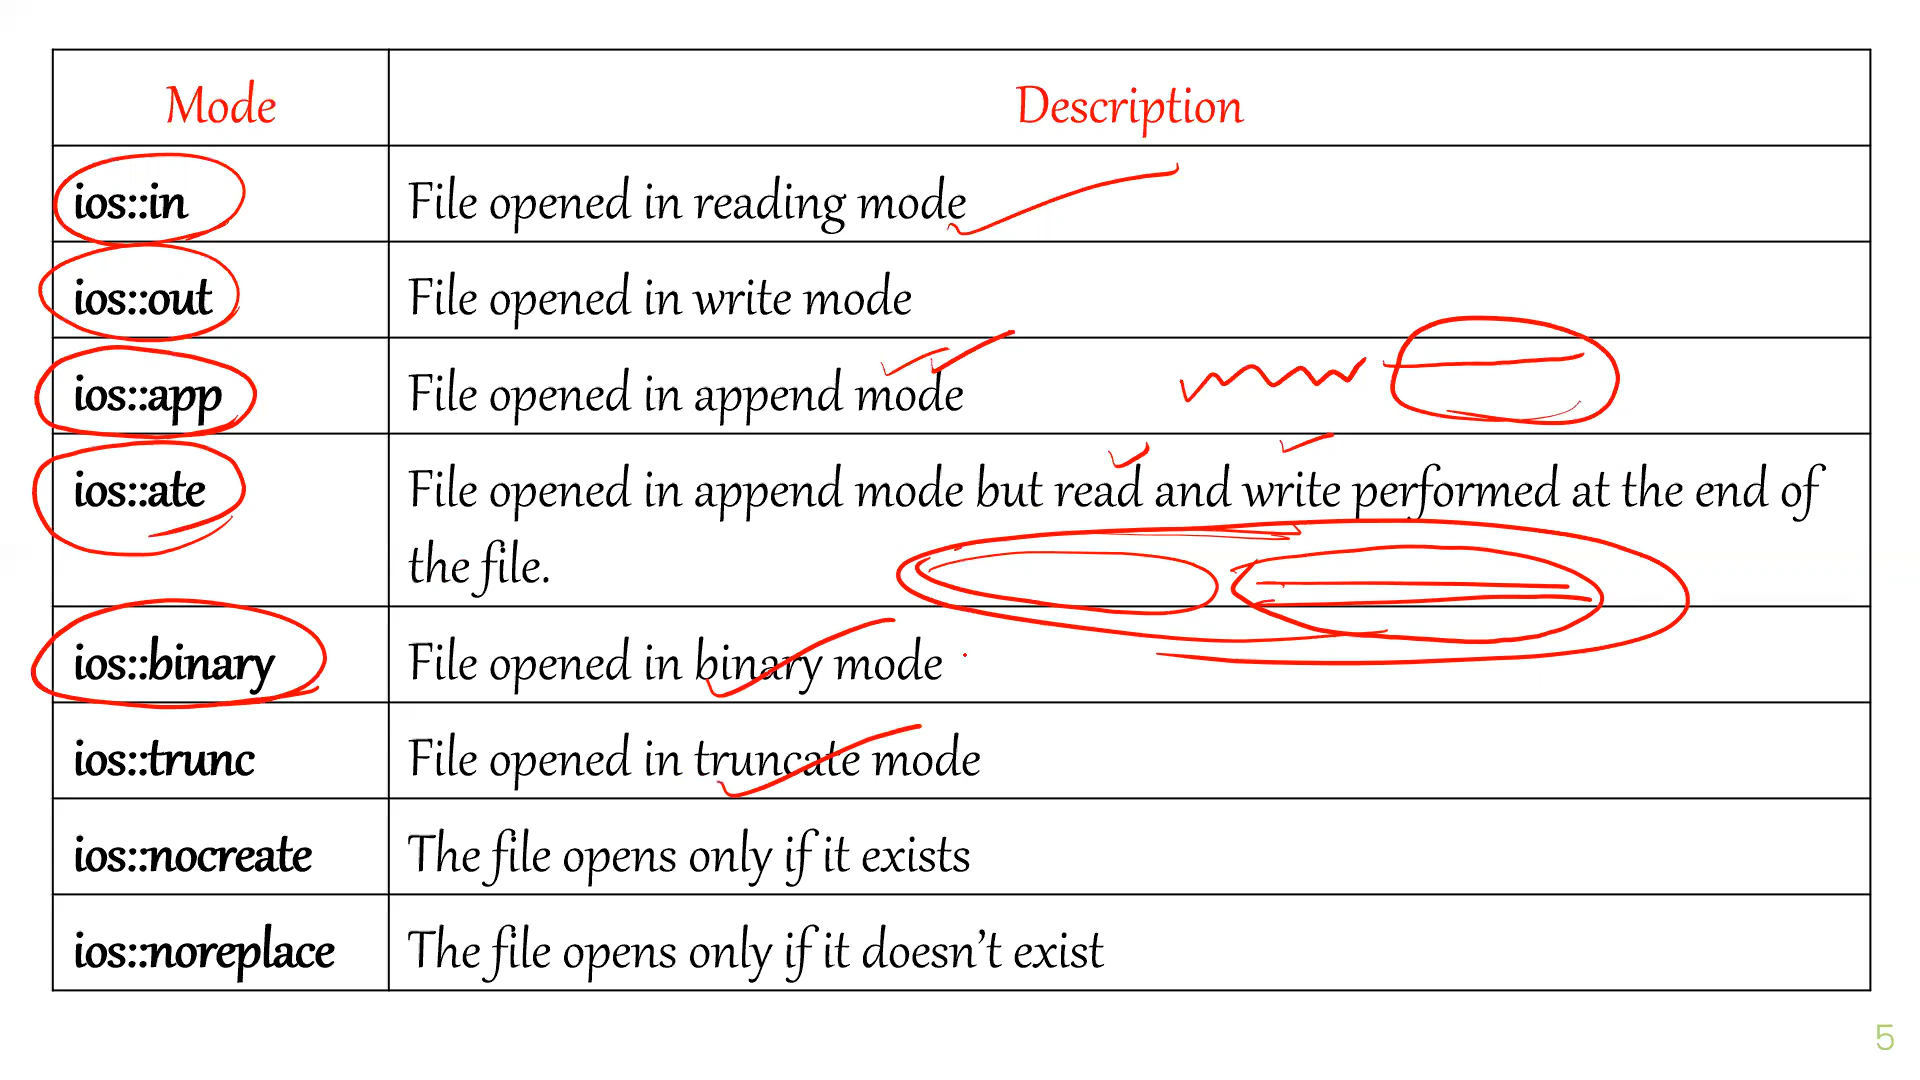 Mode Description
ios::in File opened in reading mode
ios::out File opened in write mode
ios::app File opened in append mode
ios::ate File opened in append mode but read and write performed at the end of
the file.
ios::binary File opened in binary mode
ios::trunc File opened in truncate mode
ios::nocreate The file opens only if it exists
ios::noreplace The file opens only if it doesn’t exist
5